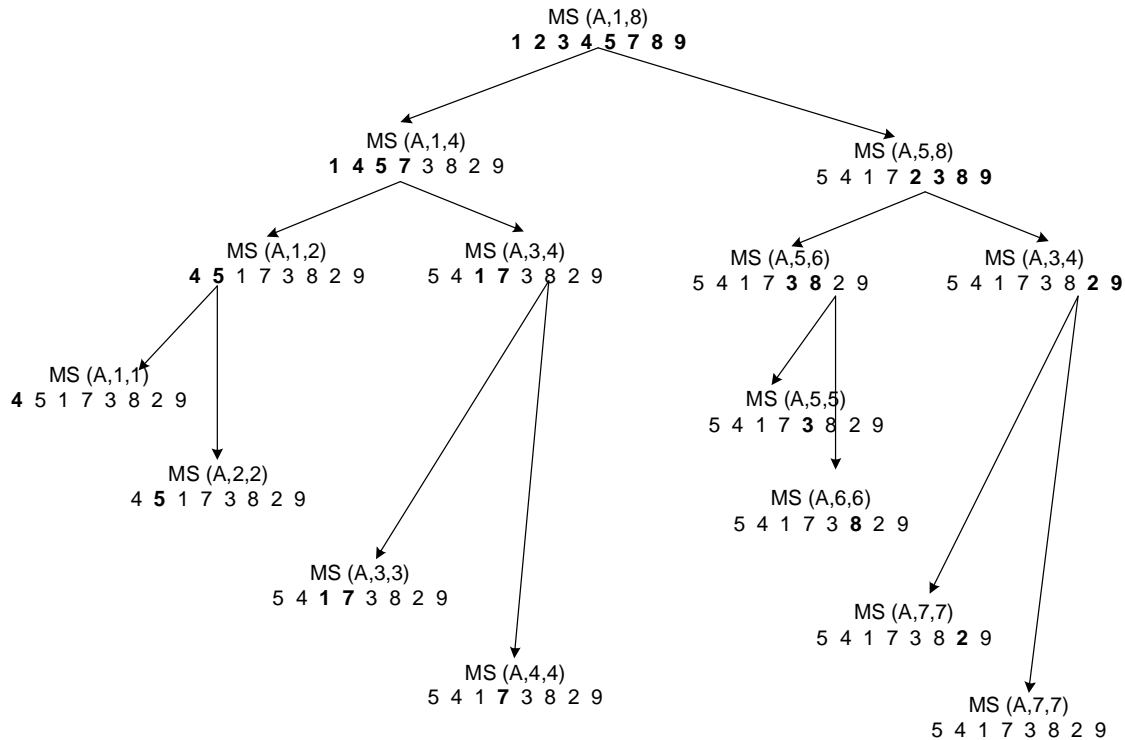 MS (A,1,8)
1 2 3 4 5 7 8 9
MS (A,1,4)
1 4 5 7 3 8 2 9
MS (A,5,8)
5 4 1 7 2 3 8 9
MS (A,1,2)
4 5 1 7 3 8 2 9
MS (A,3,4)
5 4 1 7 3 8 2 9
MS (A,5,6)
5 4 1 7 3 8 2 9
MS (A,3,4)
5 4 1 7 3 8 2 9
MS (A,1,1)
4 5 1 7 3 8 2 9
MS (A,5,5)
5 4 1 7 3 8 2 9
MS (A,2,2)
4 5 1 7 3 8 2 9
MS (A,6,6)
5 4 1 7 3 8 2 9
MS (A,3,3)
5 4 1 7 3 8 2 9
MS (A,7,7)
5 4 1 7 3 8 2 9
MS (A,4,4)
5 4 1 7 3 8 2 9
MS (A,7,7)
5 4 1 7 3 8 2 9